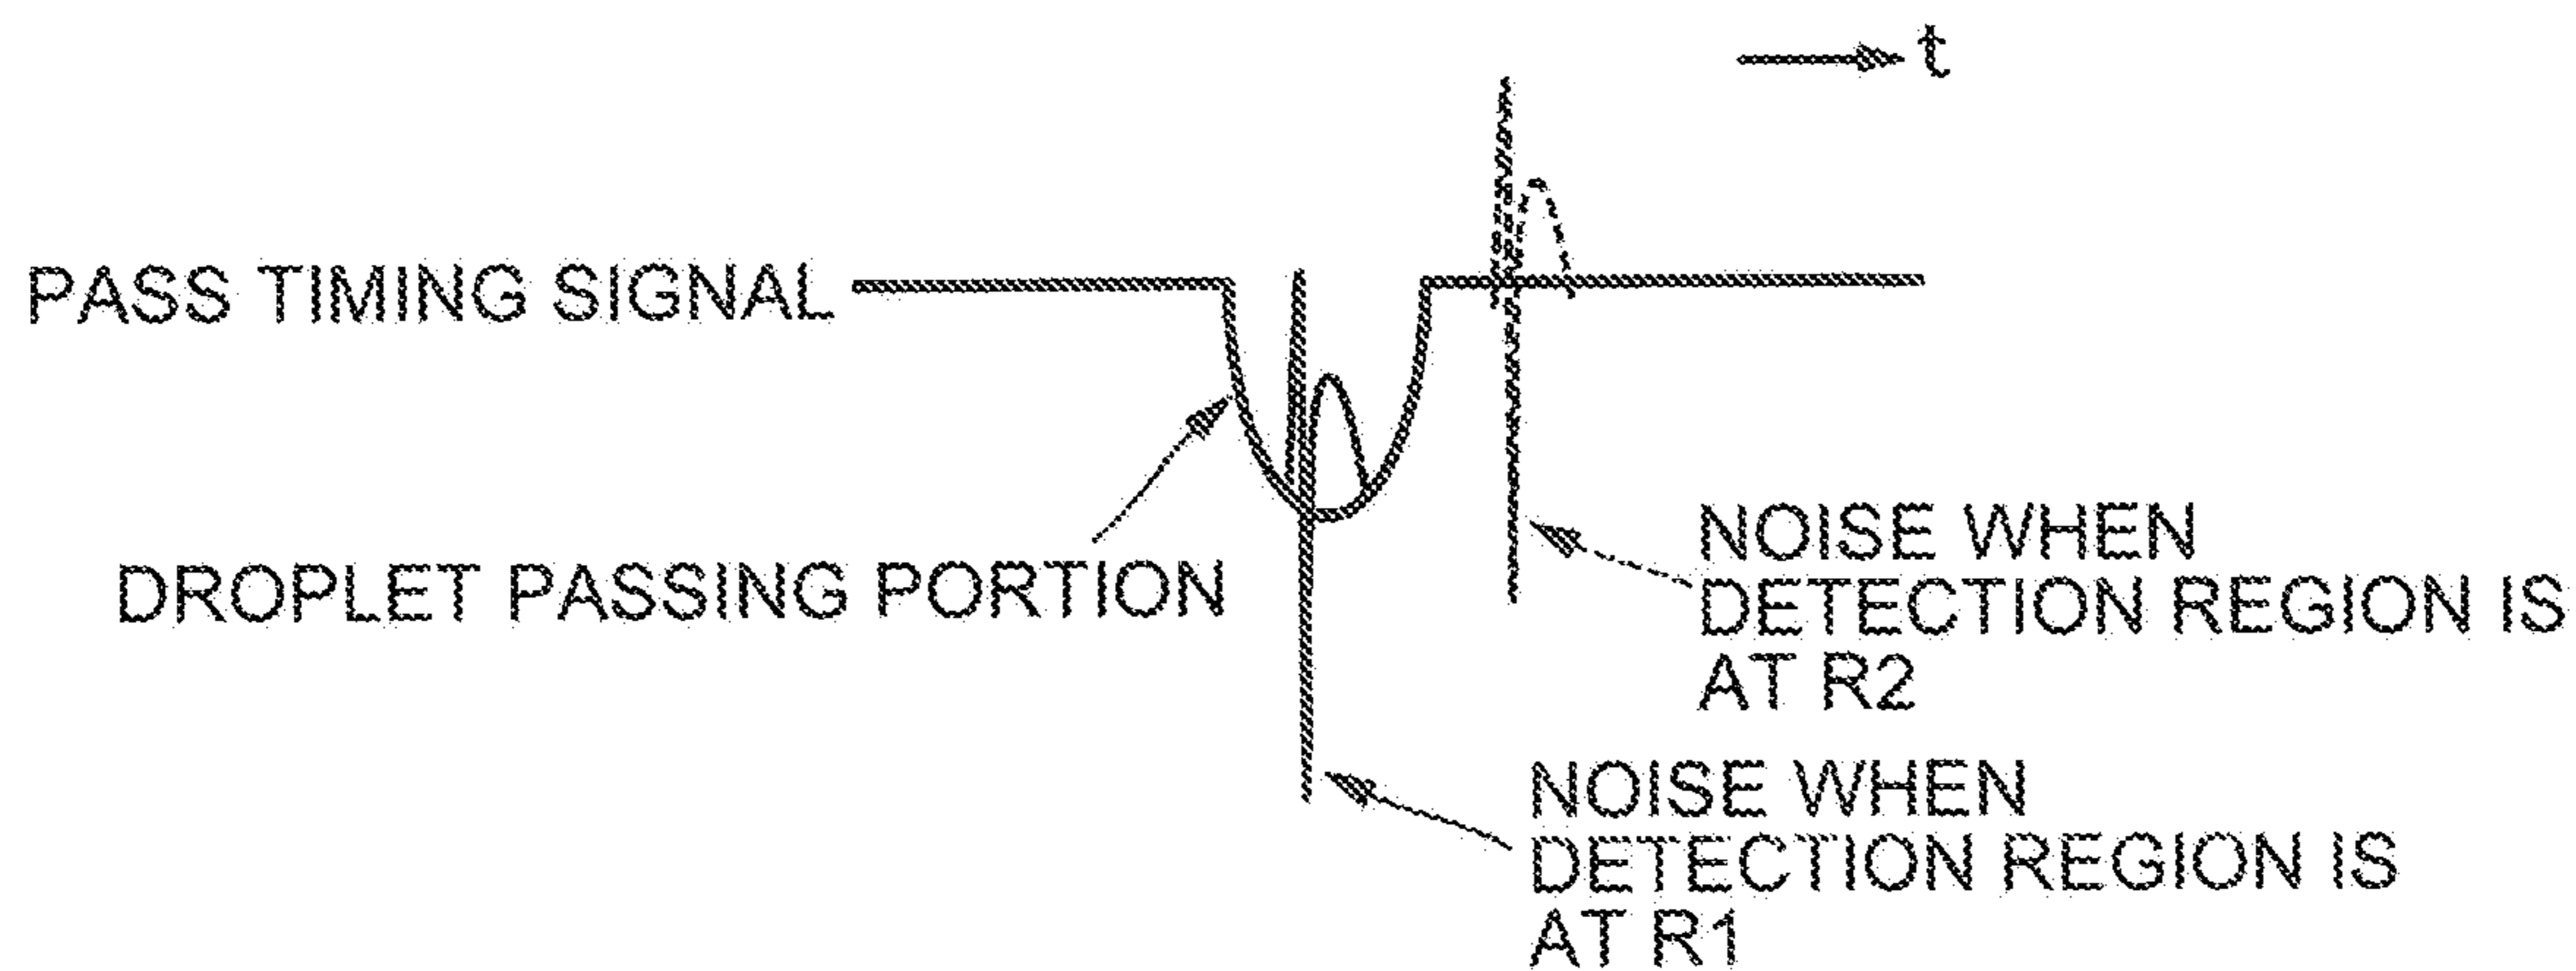 t
PASS TIMING SIGNAL
DROPLET PASSING PORTION
NOISE WHEN
DETECTION REGION IS
AT R2
NOISE WHEN
DETECTION REGION IS
AT R1